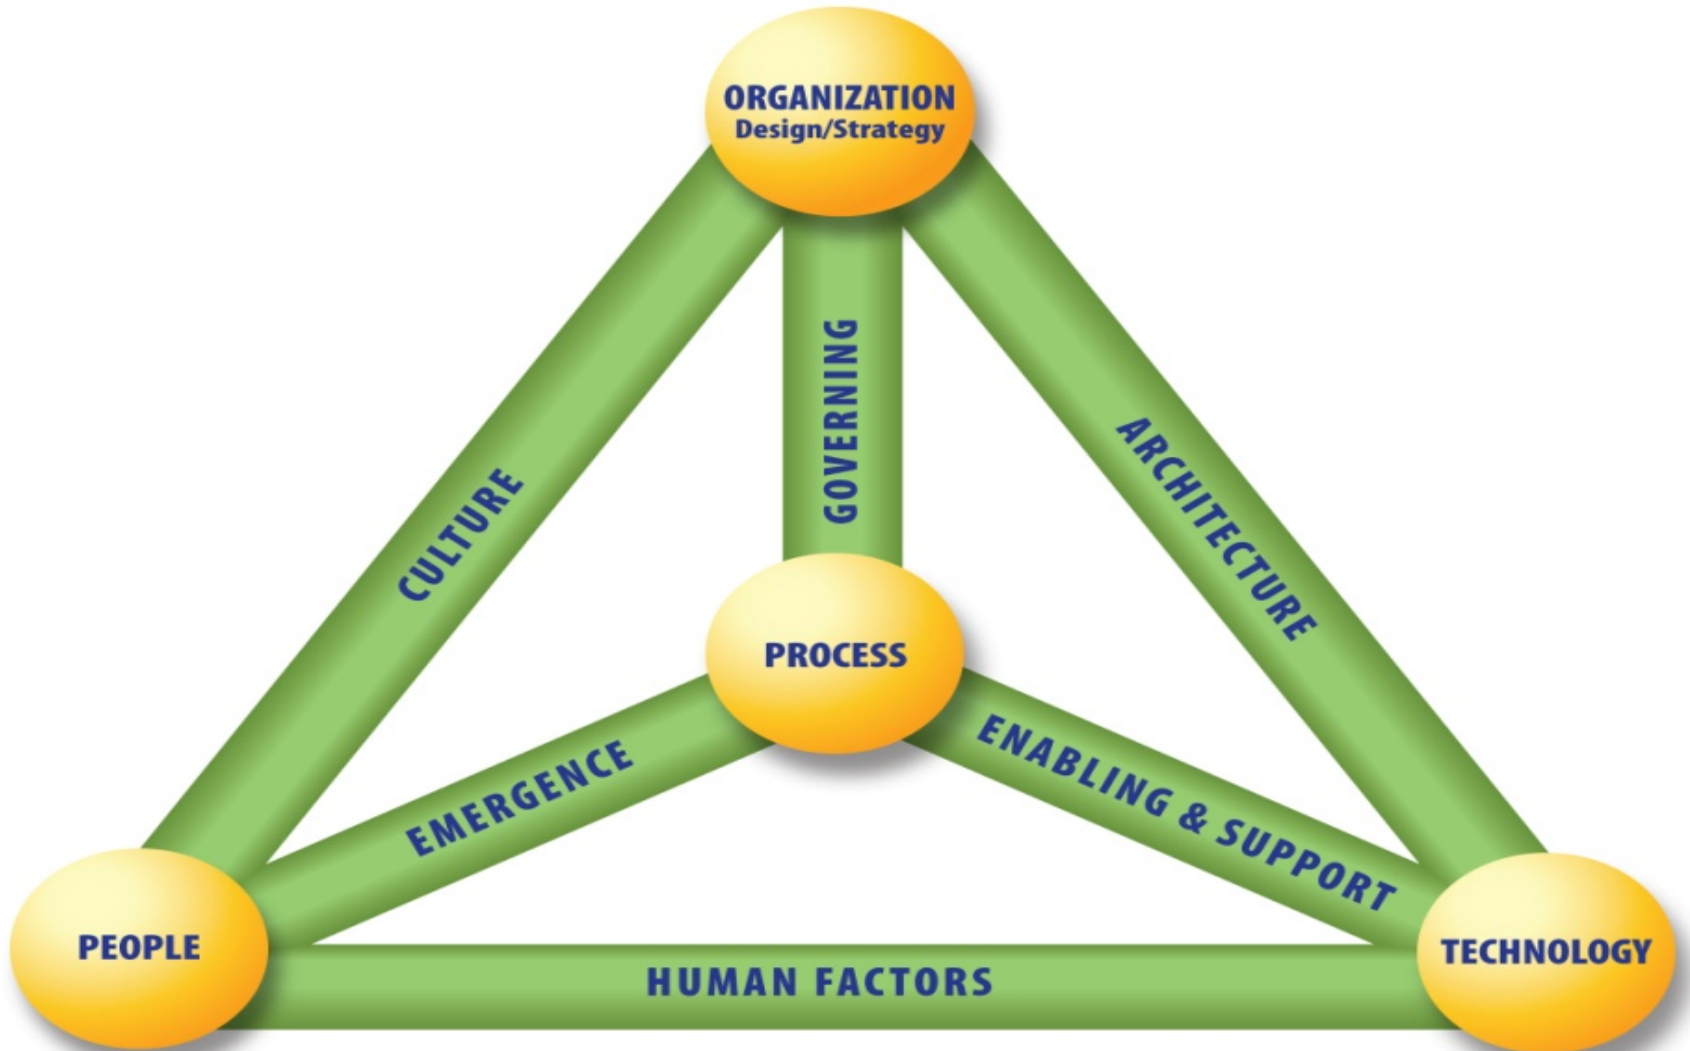 ORGANIZATION
Design/Strategy
GOVERNING
ARCHITECTURE
CULTURE
PROCESS
ENABLING & SUPPORT
EMERGENCE
PEOPLE
TECHNOLOGY
HUMAN FACTORS